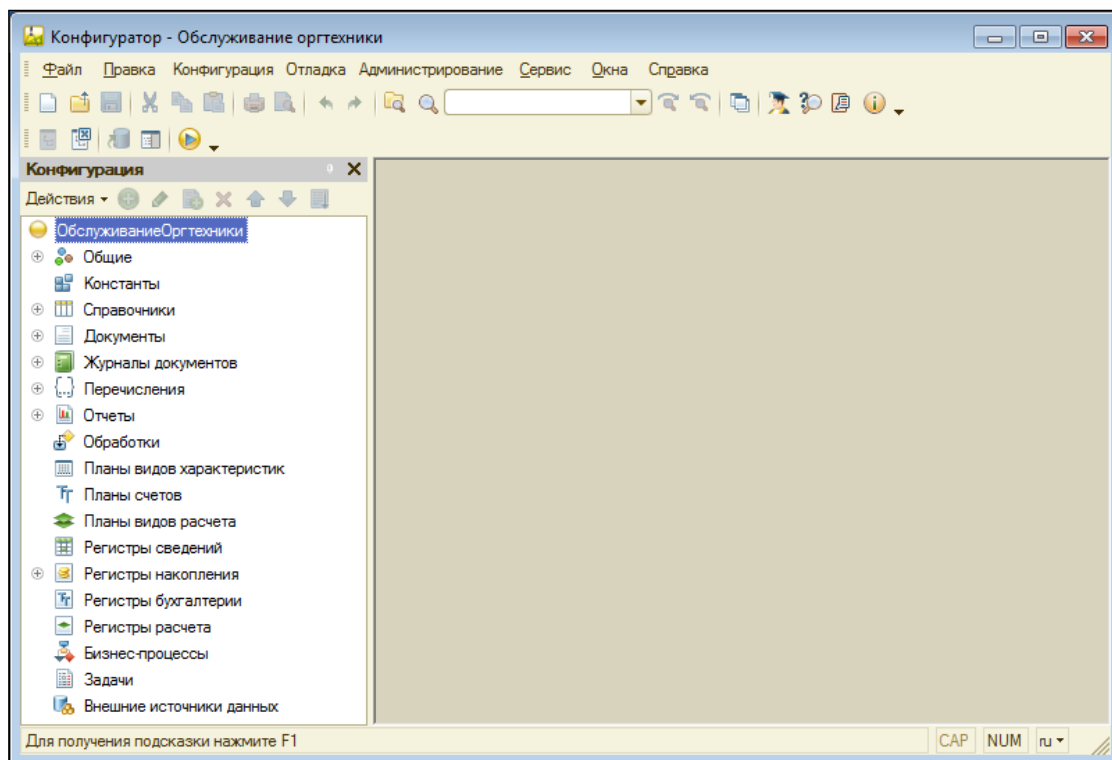 Конфигуратор - Обслуживание оргтехники
Файл Правка Конфигурация Отладка Администрирование Сервис Окна Справка
Конфигурация
Действия
ОбслуживаниеОргтехники
Общие
Константы
Справочники
Документы
Журналы документов
Перечисления
Отчеты
Обработки
Планы видов характеристик
Планы счетов
Планы видов расчета
Регистры сведений
Регистры накопления
Регистры бухгалтерии
Регистры расчета
Бизнес-процессы
Задачи
Внешние источники данных
Для получения подсказки нажмите F1 CAP NUM ru